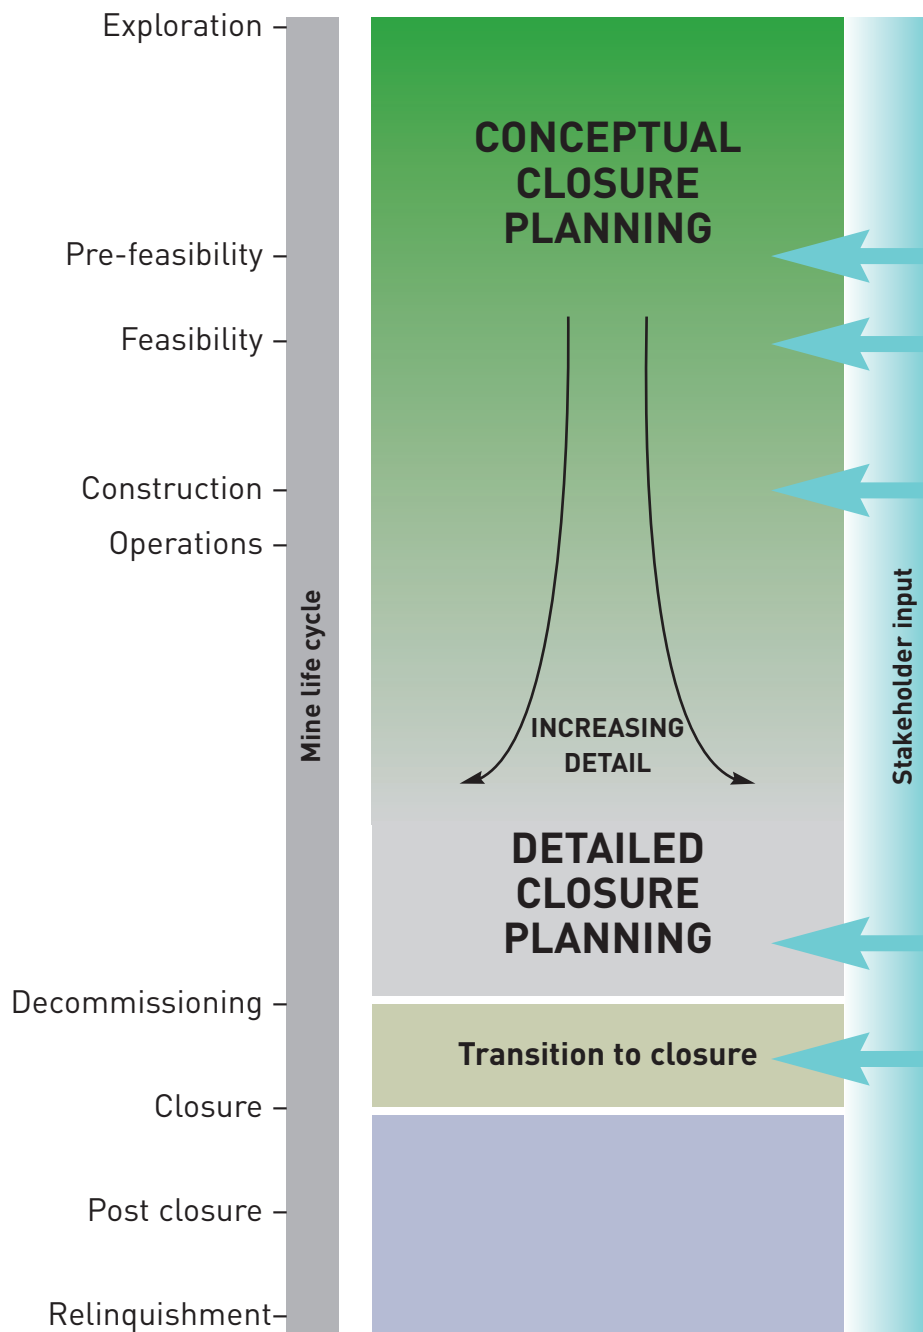 Exploration
CONCEPTUAL
CLOSURE
PLANNING
Pre-feasibility
Feasibility
Construction
Operations
Mine life cycle
Stakeholder input
INCREASING
DETAIL
DETAILED
CLOSURE
PLANNING
Decommissioning
Transition to closure
Closure
Post closure
Relinquishment